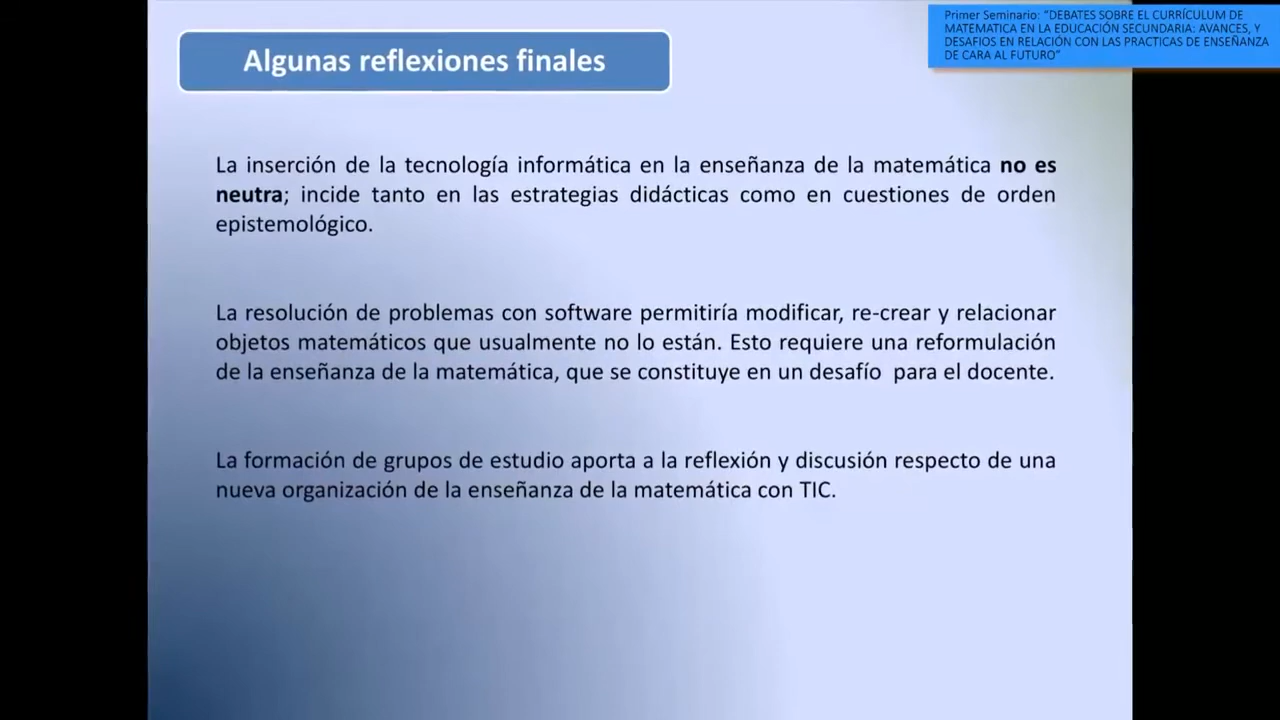 Primer Seminario: "DEBATES SOBRE EL CURRÍCULUM DE
MATEMATICA EN LA EDUCACIÓN SECUNDARIA: AVANCES, Y
DESAFIOS EN RELACIÓN CON LAS PRACTICAS DE ENSEÑANZA
DE CARA AL FUTURO"
Algunas reflexiones finales
La inserción de la tecnología informática en la enseñanza de la matemática no es
neutra; incide tanto en las estrategias didácticas como en cuestiones de orden
epistemológico.
La resolución de problemas con software permitiría modificar, re-crear y relacionar
objetos matemáticos que usualmente no lo están. Esto requiere una reformulación
de la enseñanza de la matemática, que se constituye en un desafío para el docente.
La formación de grupos de estudio aporta a la reflexión y discusión respecto de una
nueva organización de la enseñanza de la matemática con TIC.